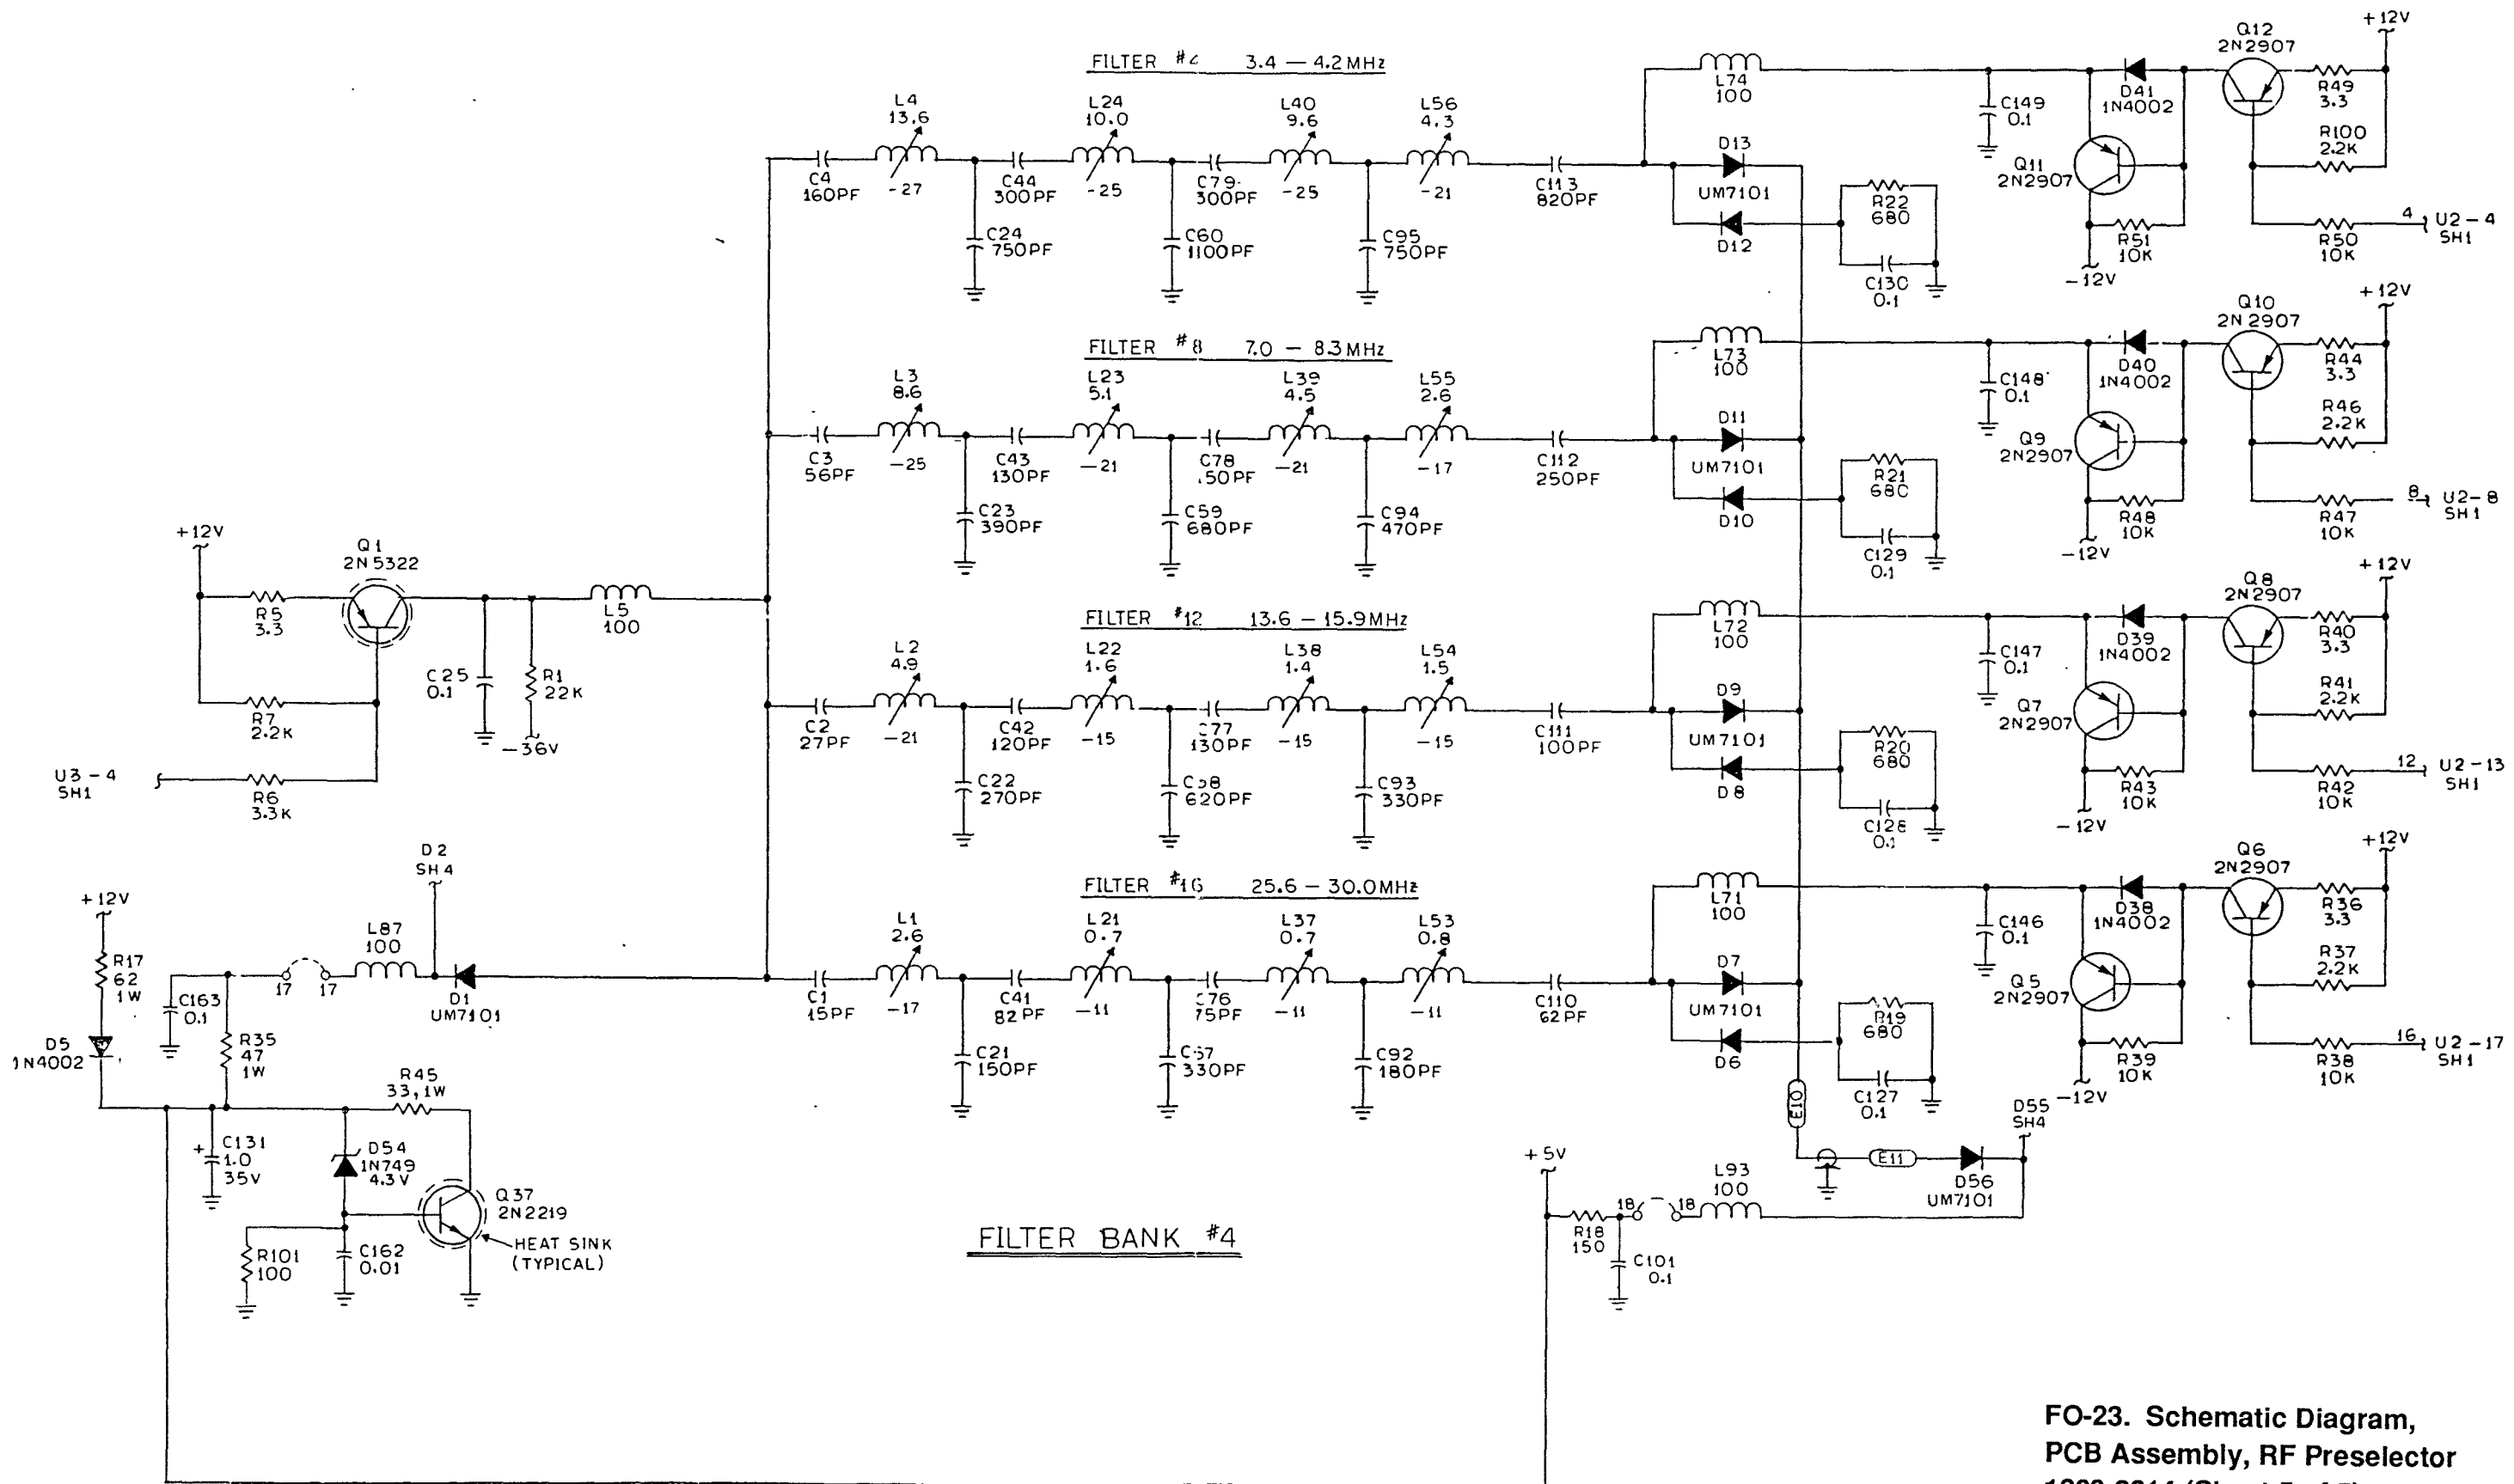 FILTER #4 3.4 — 4.2MHz
L4
13.6
-27
L24
10.0
-25
L40
9.6
-25
L56
4.3
-21
C4
160PF
C44
300PF
C79
300PF
C113
820PF
C24
750PF
C60
1100PF
C95
750PF
L74
100
D13
UM7101
D12
R22
680
C130
0.1
C149
0.1
D41
1N4002
Q12
2N2907
+12V
R49
3.3
R100
2.2K
Q11
2N2907
R51
10K
-12V
R50
10K
4
U2-4
SH1
FILTER #8 7.0 — 8.3MHz
L3
8.6
-25
L23
5.1
-21
L39
4.5
-21
L55
2.6
-17
C3
56PF
C43
130PF
C78
C112
250PF
C23
390PF
C59
680PF
C94
470PF
L73
100
D11
UM7101
D10
R21
680
C129
0.1
C148
0.1
D40
1N4002
Q10
2N2907
+12V
R44
3.3
R46
2.2K
Q9
2N2907
R48
10K
-12V
R47
10K
8
U2-8
SH1
+12V
R5
3.3
Q1
2N5322
R7
2.2K
U3-4
SH1
R6
3.3K
C25
0.1
R1
22K
-36V
L5
100
FILTER #12 13.6 — 15.9MHz
L2
4.9
-21
L22
1.6
-15
L38
1.4
-15
L54
1.5
-15
C2
27PF
C42
120PF
C77
130PF
C111
100PF
C22
270PF
C58
620PF
C93
330PF
L72
100
D9
UM7101
D8
R20
680
C128
0.1
C147
0.1
D39
1N4002
Q8
2N2907
+12V
R40
3.3
R41
2.2K
Q7
2N2907
R43
10K
-12V
R42
10K
12
U2-13
SH1
FILTER #16 25.6 — 30.0MHz
L1
2.6
-17
L21
0.7
-11
L37
0.7
-11
L53
0.8
-11
C1
15PF
C41
82PF
C76
75PF
C110
62PF
C21
150PF
C57
330PF
C92
180PF
L71
100
D7
UM7101
D6
R19
680
C127
0.1
C146
0.1
D38
1N4002
Q6
2N2907
+12V
R36
3.3
R37
2.2K
Q5
2N2907
R39
10K
-12V
R38
10K
16
U2-17
SH1
D2
SH4
+12V
R17
62
1W
D5
1N4002
C163
0.1
R35
47
1W
17
17
L87
100
D1
UM7101
C131
+
1.0
35V
R45
33,1W
D54
1N749
4.3V
Q37
2N2219
HEAT SINK
(TYPICAL)
R101
100
C162
0.01
E10
E11
D56
UM7101
D55
SH4
+5V
R18
150
C101
0.1
18
18
L93
100
FILTER BANK #4
FO-23. Schematic Diagram,
PCB Assembly, RF Preselector